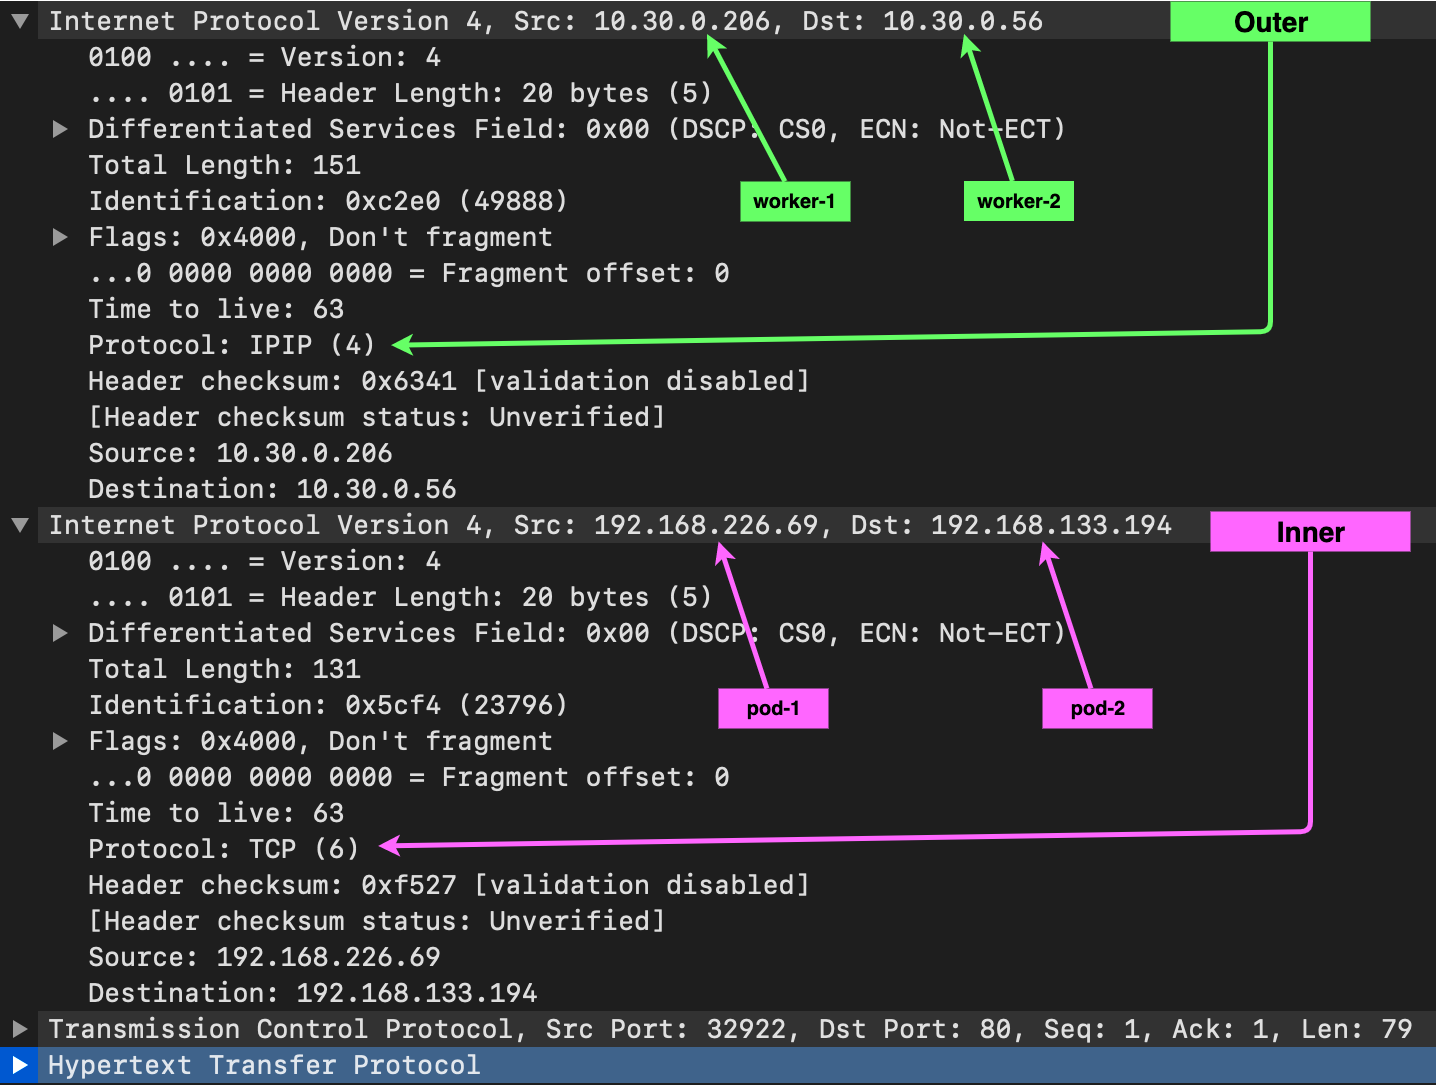 Internet Protocol Version 4, Src: 10.30.0.206, Dst: 10.30.0.56
Outer
0100 .... = Version: 4
.... 0101 = Header Length: 20 bytes (5)
Differentiated Services Field: 0x00 (DSCP: CS0, ECN: Not-ECT)
Total Length: 151
Identification: 0xc2e0 (49888)
worker-1
worker-2
Flags: 0x4000, Don't fragment
...0 0000 0000 0000 = Fragment offset: 0
Time to live: 63
Protocol: IPIP (4)
Header checksum: 0x6341 [validation disabled]
[Header checksum status: Unverified]
Source: 10.30.0.206
Destination: 10.30.0.56
Internet Protocol Version 4, Src: 192.168.226.69, Dst: 192.168.133.194
Inner
0100 .... = Version: 4
.... 0101 = Header Length: 20 bytes (5)
Differentiated Services Field: 0x00 (DSCP: CS0, ECN: Not-ECT)
Total Length: 131
Identification: 0x5cf4 (23796)
pod-1
pod-2
Flags: 0x4000, Don't fragment
...0 0000 0000 0000 = Fragment offset: 0
Time to live: 63
Protocol: TCP (6)
Header checksum: 0xf527 [validation disabled]
[Header checksum status: Unverified]
Source: 192.168.226.69
Destination: 192.168.133.194
Transmission Control Protocol, Src Port: 32922, Dst Port: 80, Seq: 1, Ack: 1, Len: 79
Hypertext Transfer Protocol